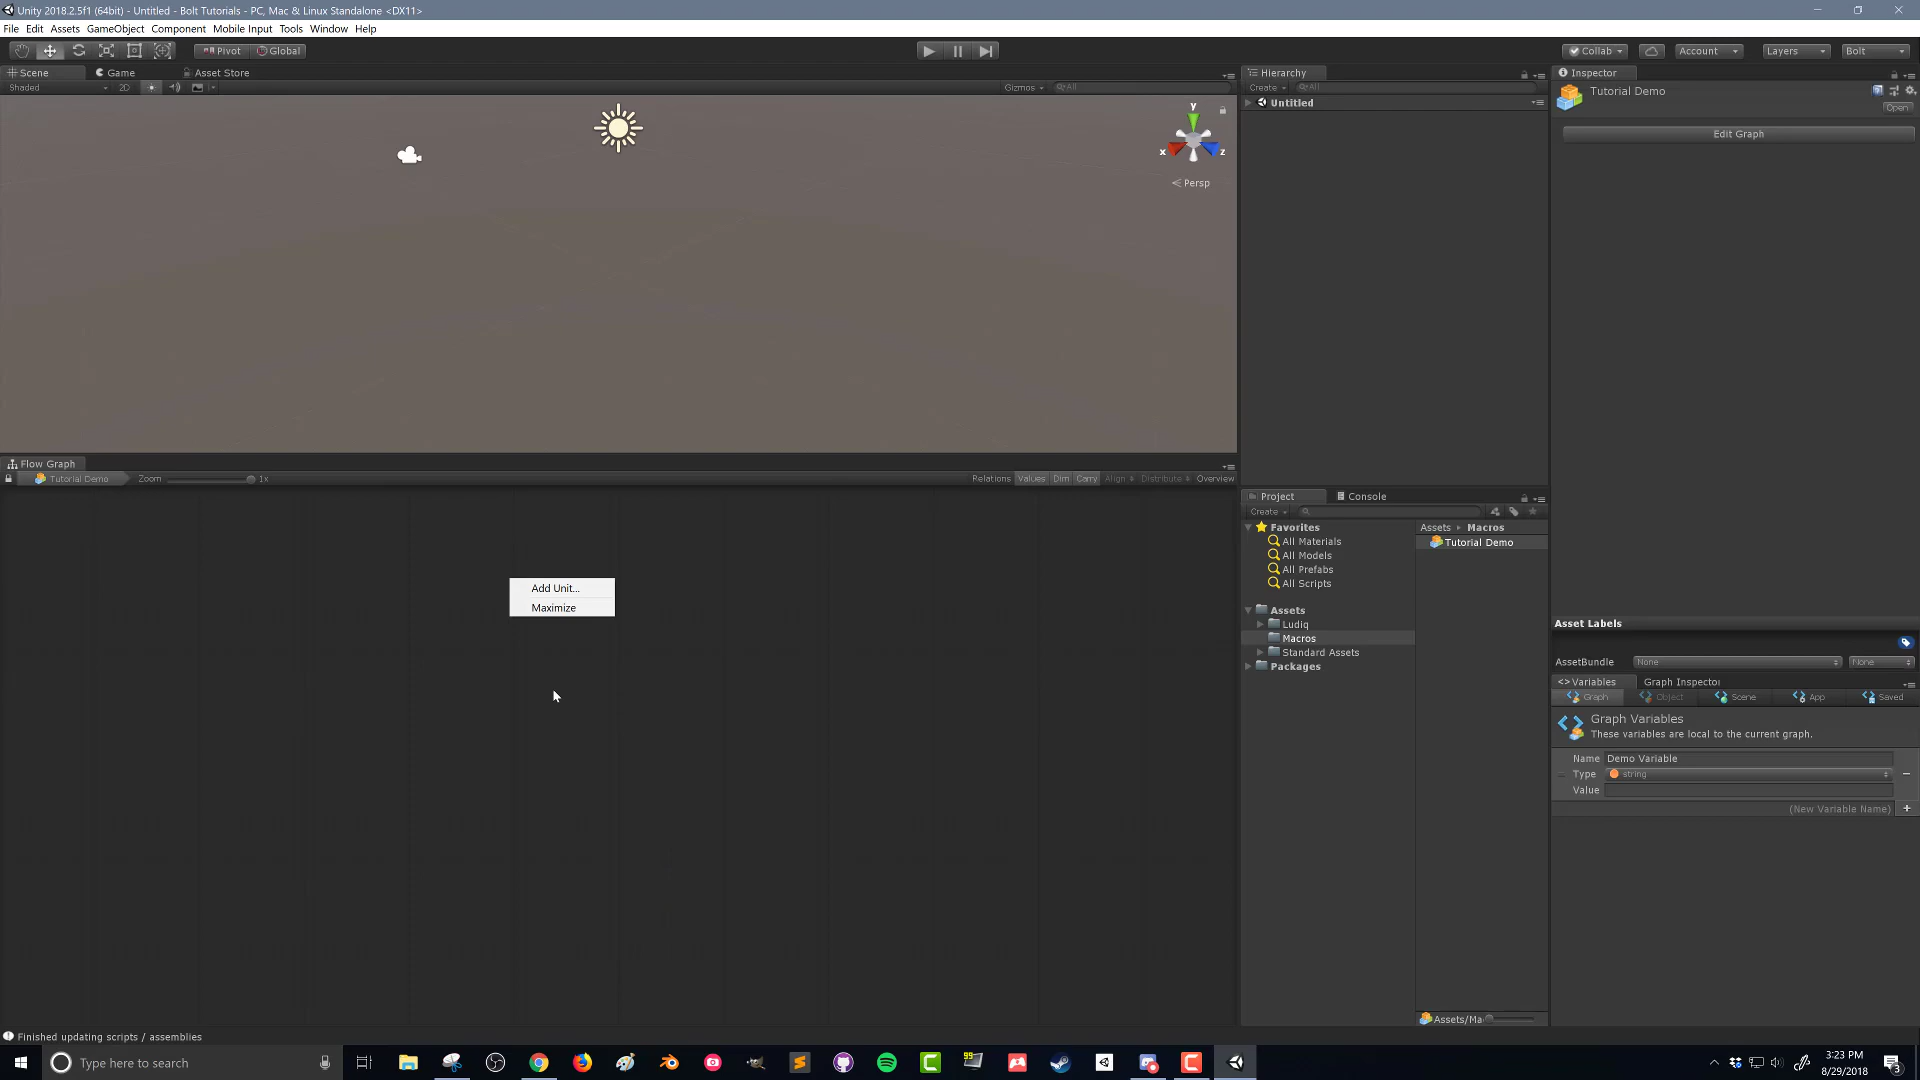 Unity 2018.2.5f1 (64bit) - Untitled - Bolt Tutorials - PC, Mac & Linux Standalone <DX11>
File Edit Assets GameObject Component Mobile Input Tools Window Help
Pivot Global Collab Account Layers Bolt
Scene Game Asset Store
Shaded 2D Gizmos All
y
x z
Persp
Hierarchy
Create All
Untitled
Inspector
Tutorial Demo
Open
Edit Graph
Flow Graph
Tutorial Demo Zoom 1x Relations Values Dim Carry Align Distribute Overview
Add Unit...
Maximize
Project Console
Create
Favorites
All Materials
All Models
All Prefabs
All Scripts
Assets
Ludiq
Macros
Standard Assets
Packages
Assets Macros
Tutorial Demo
Assets/Ma
Asset Labels
AssetBundle None None
<> Variables Graph Inspector
Graph Object Scene App Saved
Graph Variables
These variables are local to the current graph.
Name Demo Variable
Type string
Value
(New Variable Name)
Finished updating scripts / assemblies
Type here to search
99
3:23 PM
8/29/2018
3